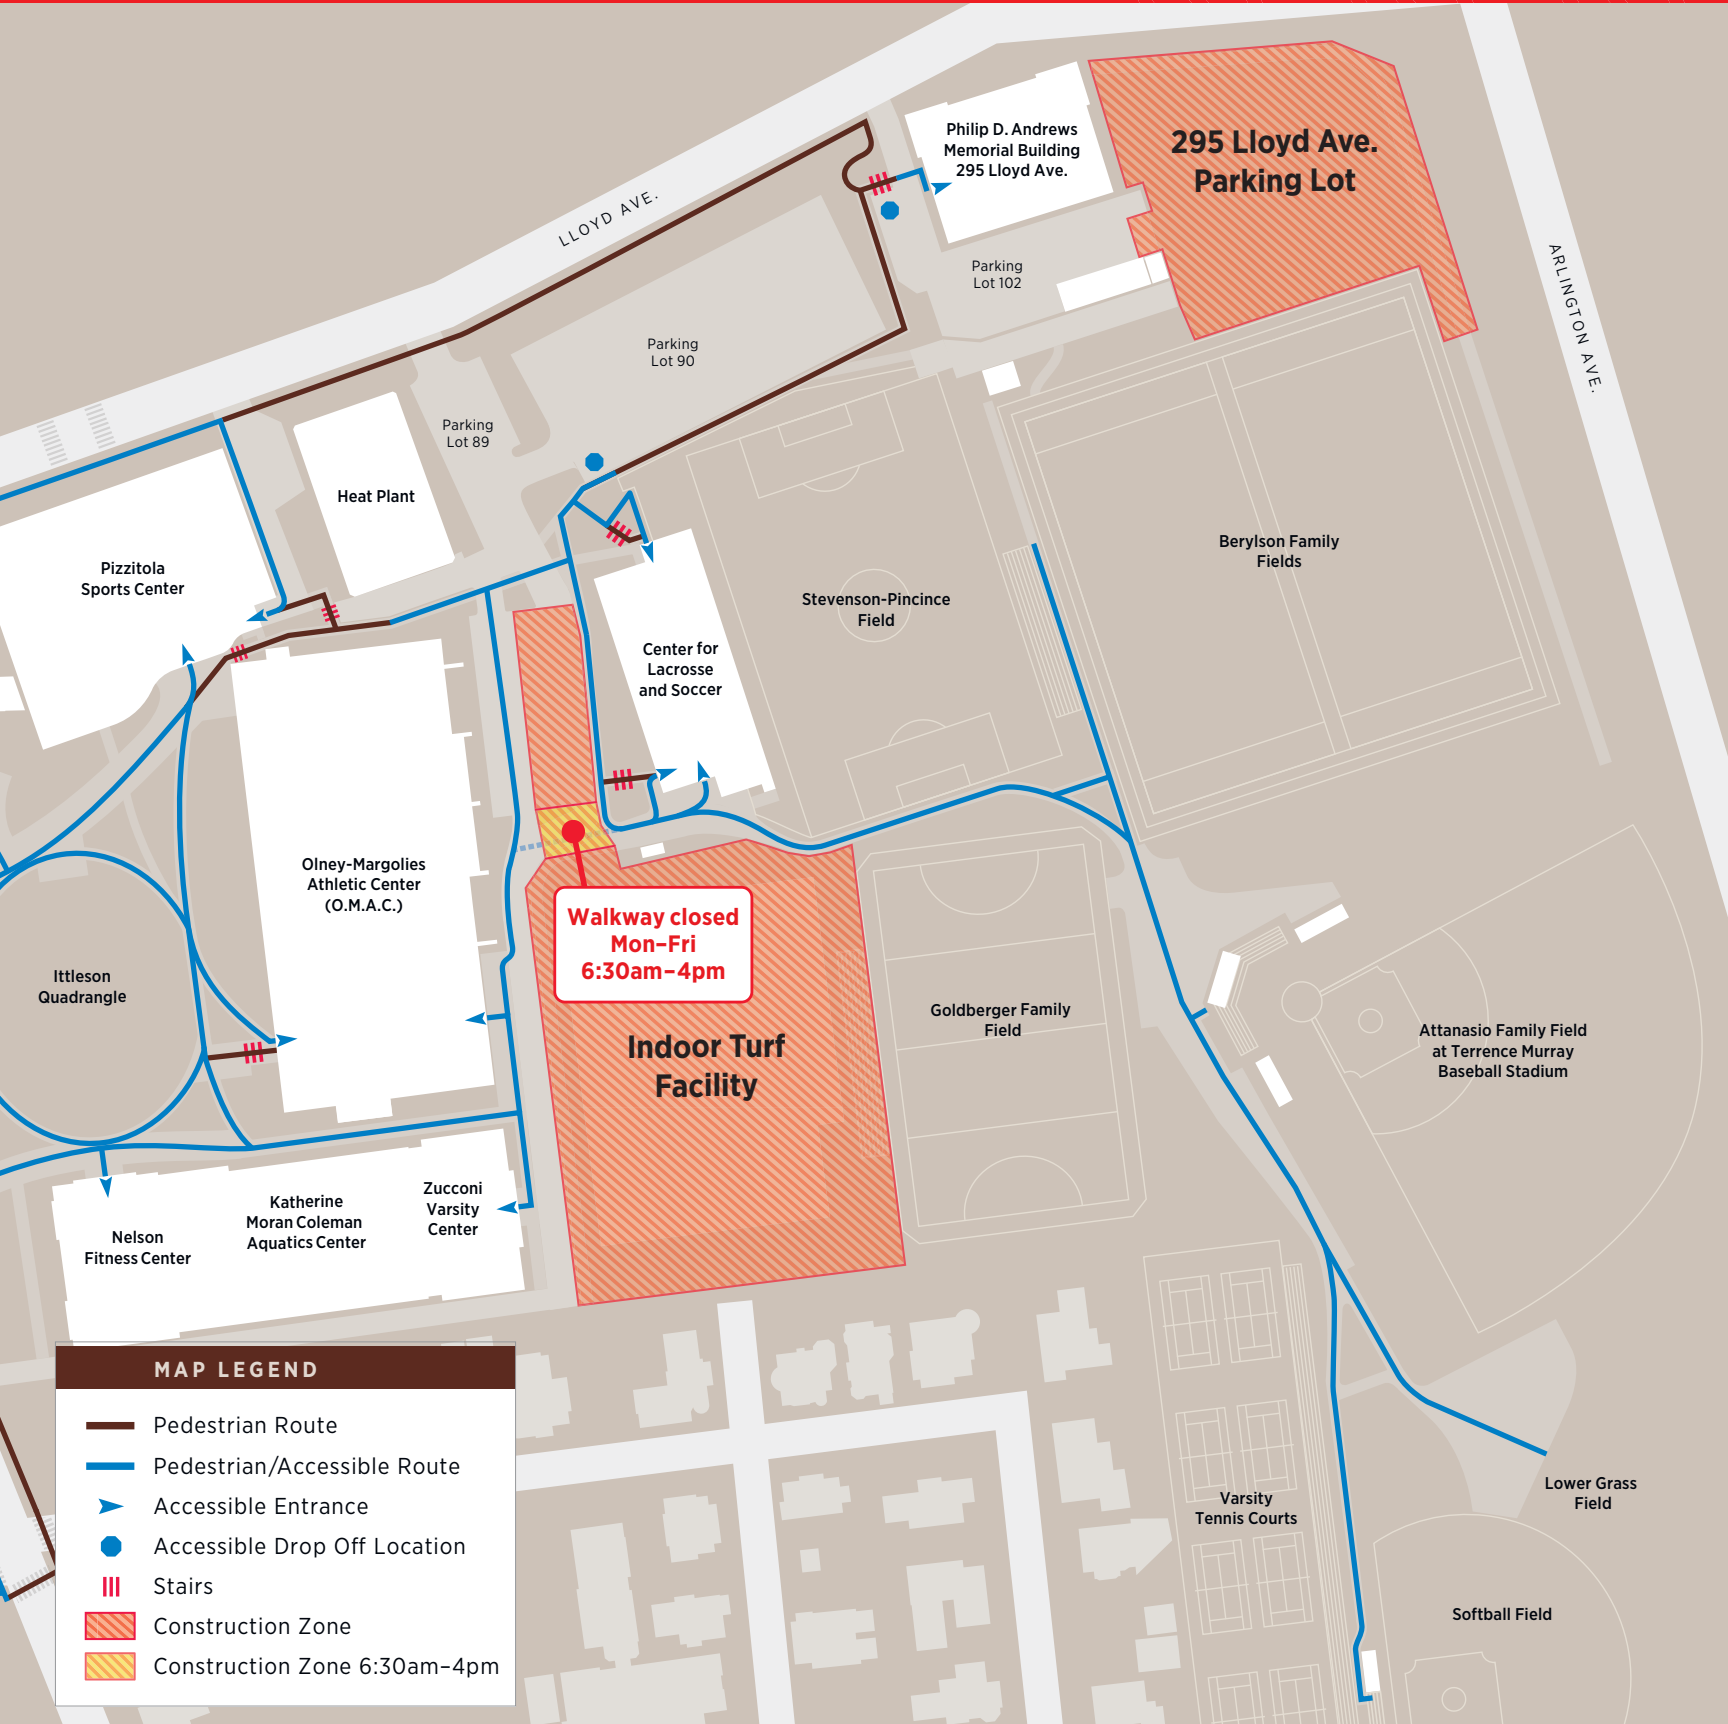 Philip D. Andrews
Memorial Building
295 Lloyd Ave.
295 Lloyd Ave.
Parking Lot
LLOYD AVE.
ARLINGTON AVE.
Parking
Lot 102
Parking
Lot 90
Parking
Lot 89
Heat Plant
Pizzitola
Sports Center
Berylson Family
Fields
Stevenson-Pincince
Field
Center for
Lacrosse
and Soccer
Olney-Margolies
Athletic Center
(O.M.A.C.)
Walkway closed
Mon–Fri
6:30am–4pm
Ittleson
Quadrangle
Indoor Turf
Facility
Goldberger Family
Field
Attanasio Family Field
at Terrence Murray
Baseball Stadium
Zucconi
Varsity
Center
Katherine
Moran Coleman
Aquatics Center
Nelson
Fitness Center
MAP LEGEND
Pedestrian Route
Pedestrian/Accessible Route
Accessible Entrance
Accessible Drop Off Location
Stairs
Construction Zone
Construction Zone 6:30am–4pm
Varsity
Tennis Courts
Lower Grass
Field
Softball Field